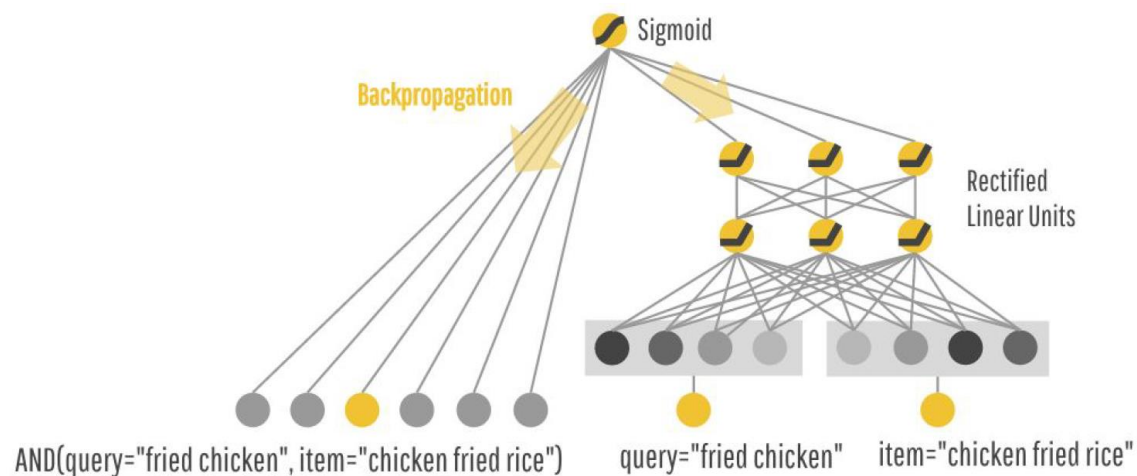 Sigmoid
Backpropagation
Rectified
Linear Units
AND(query="fried chicken", item="chicken fried rice")
query="fried chicken"
item="chicken fried rice"